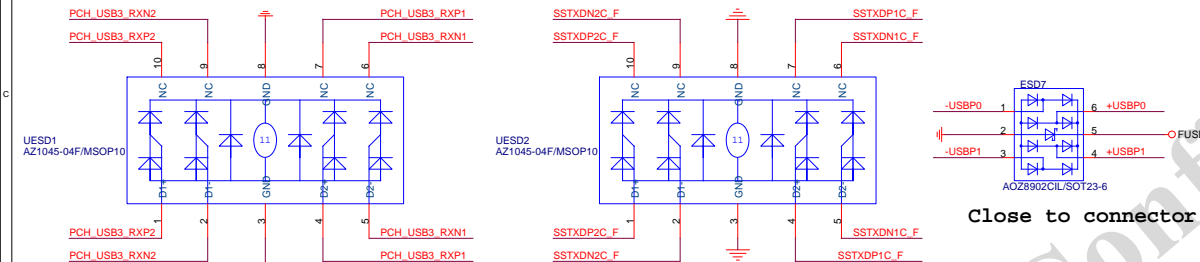 PCH_USB3_RXN2
PCH_USB3_RXP1
SSTXDN2C_F
SSTXDP1C_F
PCH_USB3_RXP2
PCH_USB3_RXN1
SSTXDP2C_F
SSTXDN1C_F
10 9 8 7 6
10 9 8 7 6
NC NC GND NC NC
NC NC GND NC NC
ESD7
C
-USBP0 1 6 +USBP0
2 5 FUSI
-USBP1 3 4 +USBP1
UESD1
AZ1045-04F/MSOP10
11
UESD2
AZ1045-04F/MSOP10
11
AOZ8902CIL/SOT23-6
D1+ D1- GND D2+ D2-
D1+ D1- GND D2+ D2-
Close to connector
1 2 3 4 5
1 2 3 4 5
PCH_USB3_RXP2
PCH_USB3_RXN1
SSTXDP2C_F
SSTXDN1C_F
PCH_USB3_RXN2
PCH_USB3_RXP1
SSTXDN2C_F
SSTXDP1C_F
Conf